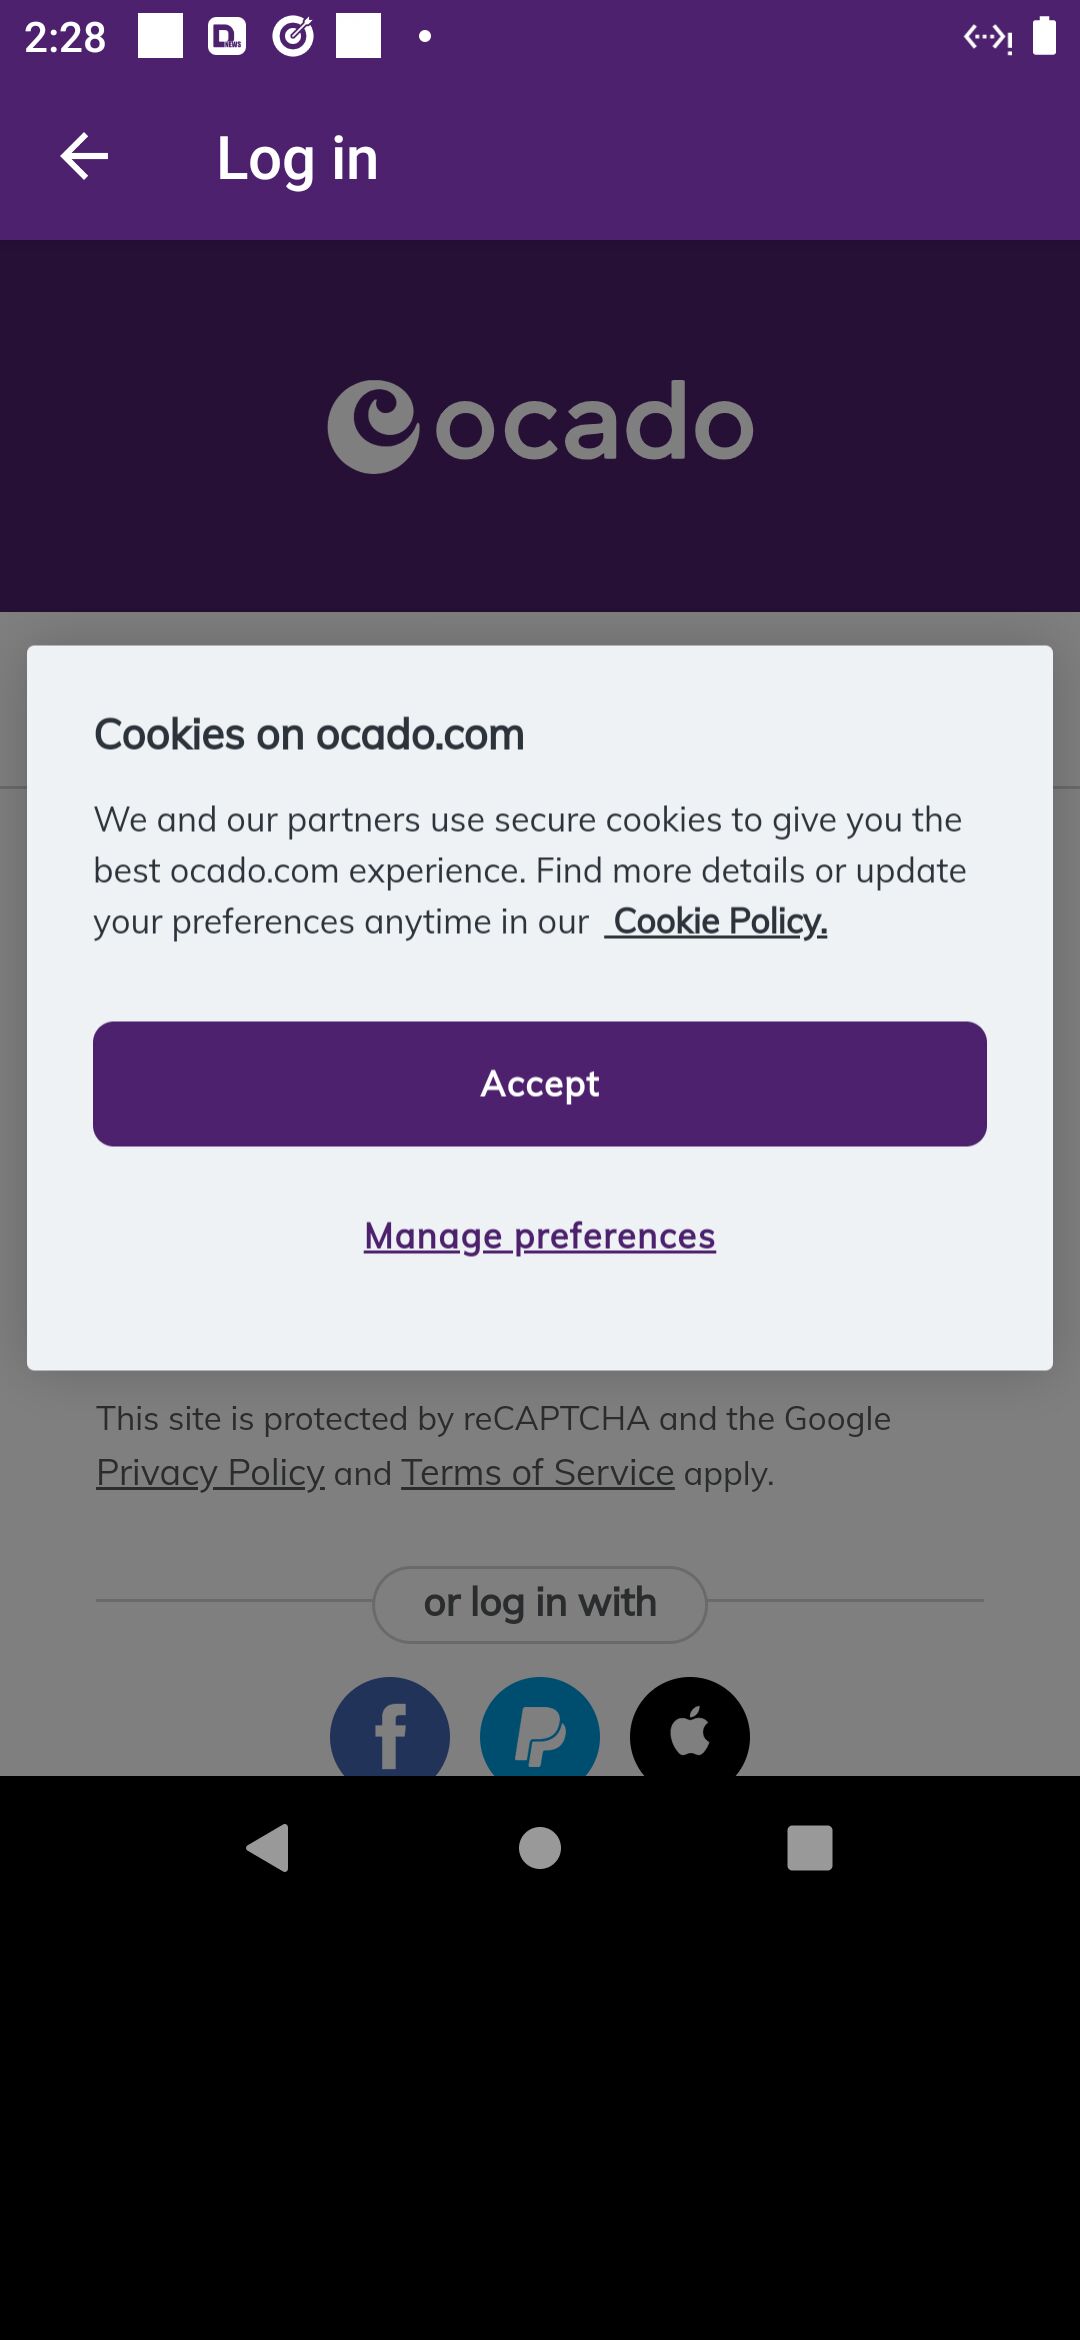 2:28
Log in
ocado
Cookies on ocado.com
We and our partners use secure cookies to give you the
best ocado.com experience. Find more details or update
your preferences anytime in our Cookie Policy.
Accept
Manage preferences
This site is protected by reCAPTCHA and the Google
Privacy Policy and Terms of Service apply.
or log in with